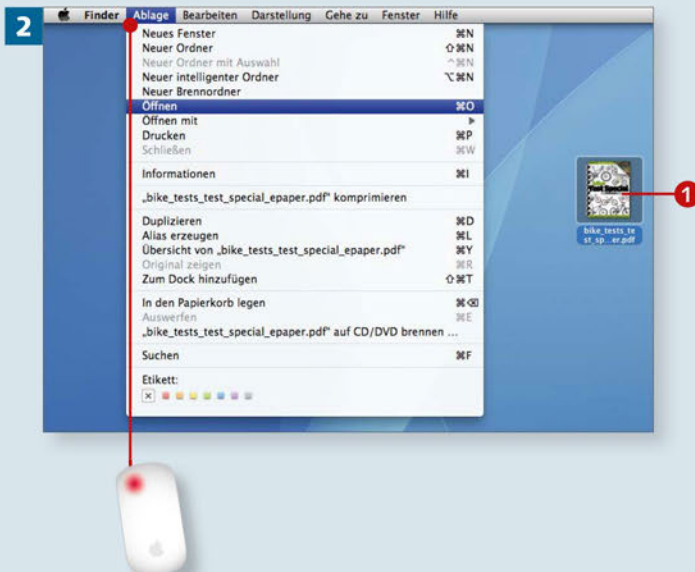 2
Finder Ablage Bearbeiten Darstellung Gehe zu Fenster Hilfe
Neues Fenster ⌘N
Neuer Ordner ⇧⌘N
Neuer Ordner mit Auswahl ^⌘N
Neuer intelligenter Ordner ⌥⌘N
Neuer Brennordner
Öffnen ⌘O
Öffnen mit ▶
Drucken ⌘P
Schließen ⌘W
Informationen ⌘I
„bike_tests_test_special_epaper.pdf" komprimieren
Duplizieren ⌘D
Alias erzeugen ⌘L
Übersicht von „bike_tests_test_special_epaper.pdf" ⌘Y
Original zeigen ⌘R
Zum Dock hinzufügen ⇧⌘T
In den Papierkorb legen ⌘⌫
Auswerfen ⌘E
„bike_tests_test_special_epaper.pdf" auf CD/DVD brennen ...
Suchen ⌘F
Etikett:
Test Special
1
bike_tests_te
st_sp...er.pdf